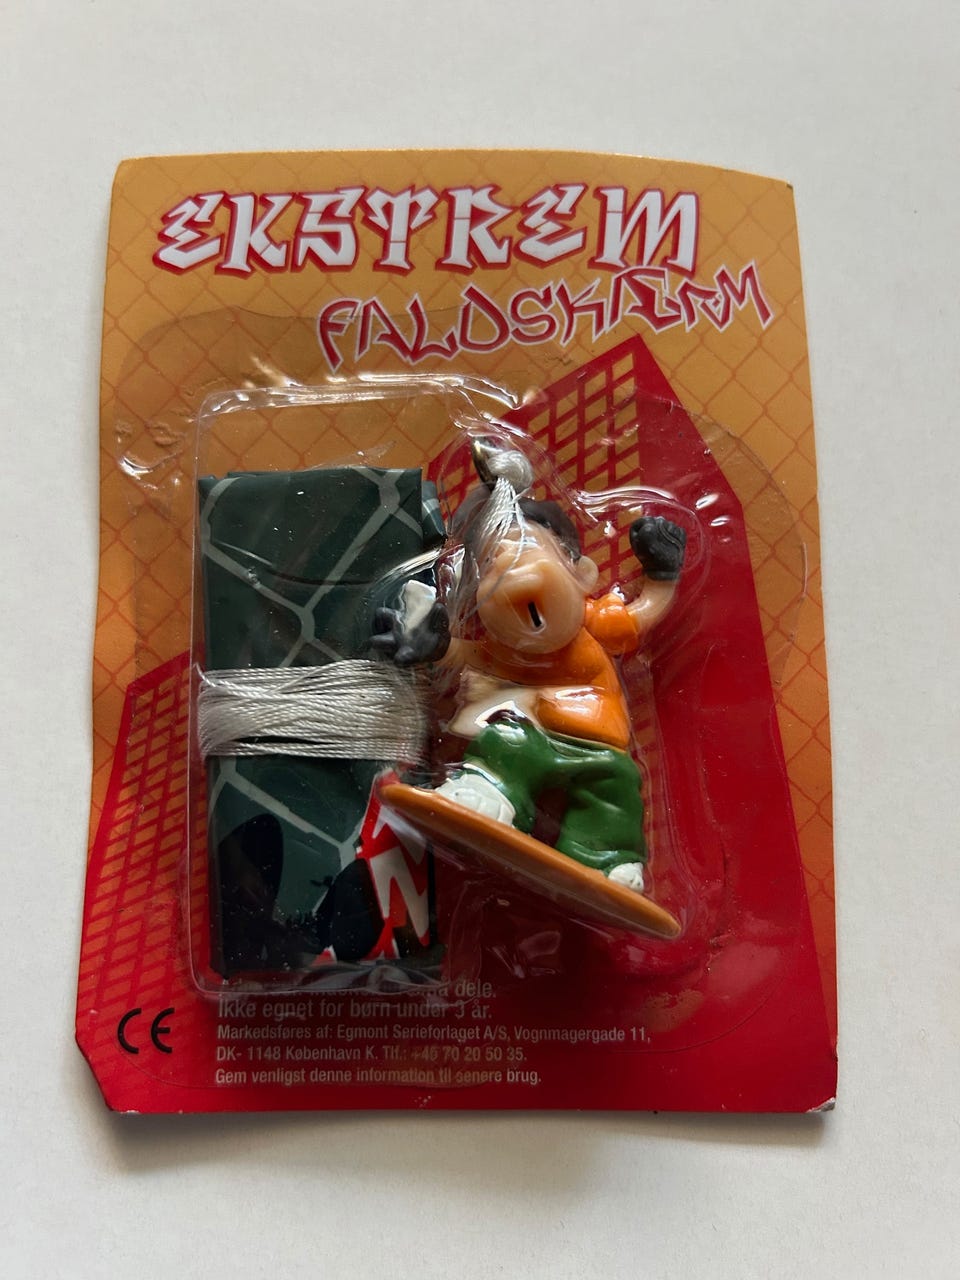 EKSTREM
FALDSKÆRM
dele.
Ikke egnet for børn under 3 år.
Markedsføres af: Egmont Serieforlaget A/S, Vognmagergade 11,
DK- 1148 København K. Tlf.: +45 70 20 50 35.
Gem venligst denne information til senere brug.
CE